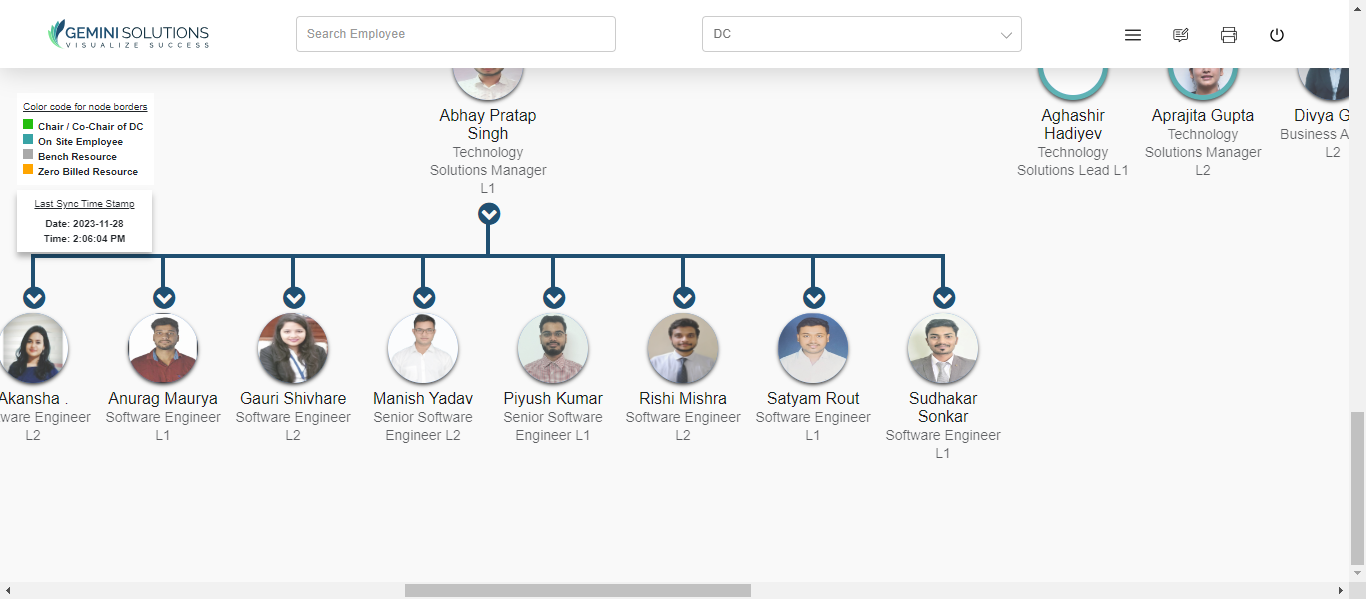 GEMINI SOLUTIONS
VISUALIZE SUCCESS
Search Employee
DC
Color code for node borders
Chair / Co-Chair of DC
On Site Employee
Bench Resource
Zero Billed Resource
Last Sync Time Stamp
Date: 2023-11-28
Time: 2:06:04 PM
Abhay Pratap
Singh
Technology
Solutions Manager
L1
Aghashir
Hadiyev
Technology
Solutions Lead L1
Aprajita Gupta
Technology
Solutions Manager
L2
Divya G
Business A
L2
Akansha .
ware Engineer
L2
Anurag Maurya
Software Engineer
L1
Gauri Shivhare
Software Engineer
L2
Manish Yadav
Senior Software
Engineer L2
Piyush Kumar
Senior Software
Engineer L1
Rishi Mishra
Software Engineer
L2
Satyam Rout
Software Engineer
L1
Sudhakar
Sonkar
Software Engineer
L1